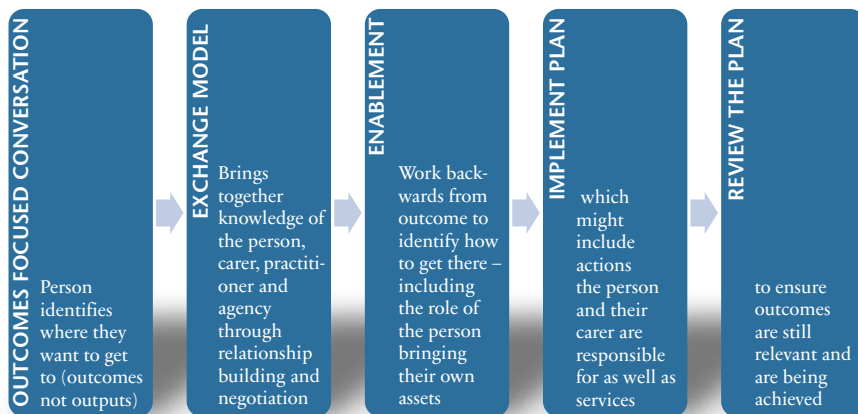 OUTCOMES FOCUSED CONVERSATION
Person
identifies
where they
want to get
to (outcomes
not outputs)
EXCHANGE MODEL
Brings
together
knowledge of
the person,
carer, practiti-
oner and
agency
through
relationship
building and
negotiation
ENABLEMENT
Work back-
wards from
outcome to
identify how
to get there –
including
the role of
the person
bringing
their own
assets
IMPLEMENT PLAN
which
might
include
actions
the person
and their
carer are
responsible
for as well as
services
REVIEW THE PLAN
to ensure
outcomes
are still
relevant and
are being
achieved